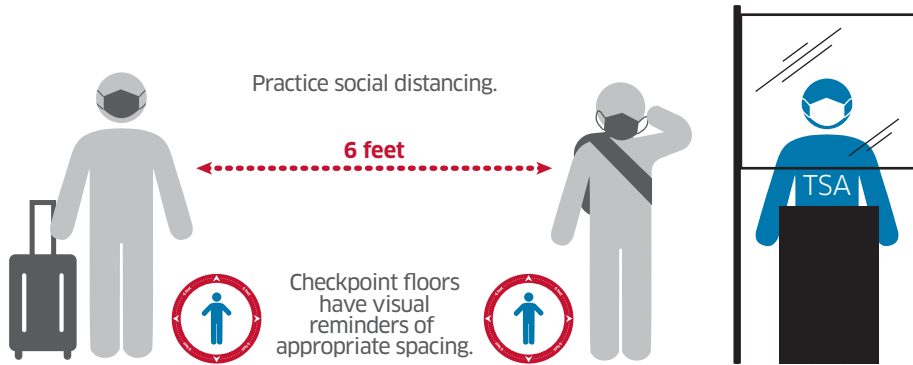 Practice social distancing.
6 feet
TSA
Checkpoint floors
have visual
reminders of
appropriate spacing.